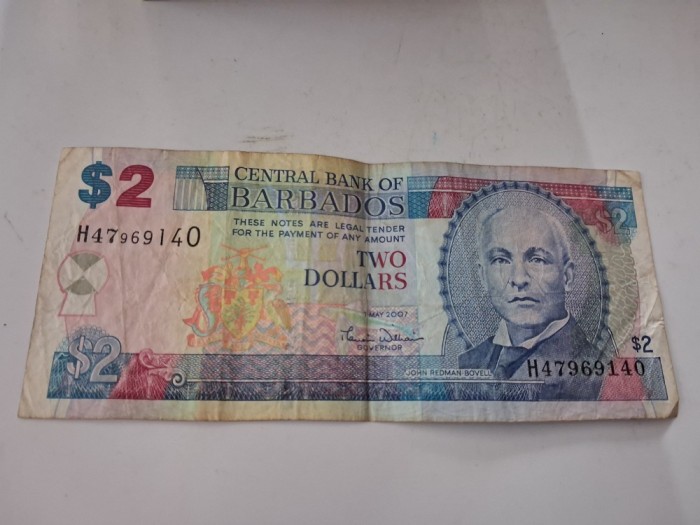 $2
CENTRAL BANK OF
BARBADOS
THESE NOTES ARE LEGAL TENDER
FOR THE PAYMENT OF ANY AMOUNT
$2
H47969140
TWO
DOLLARS
MAY 2007
GOVERNOR
$2
$2
JOHN REDMAN BOVELL
H47969140